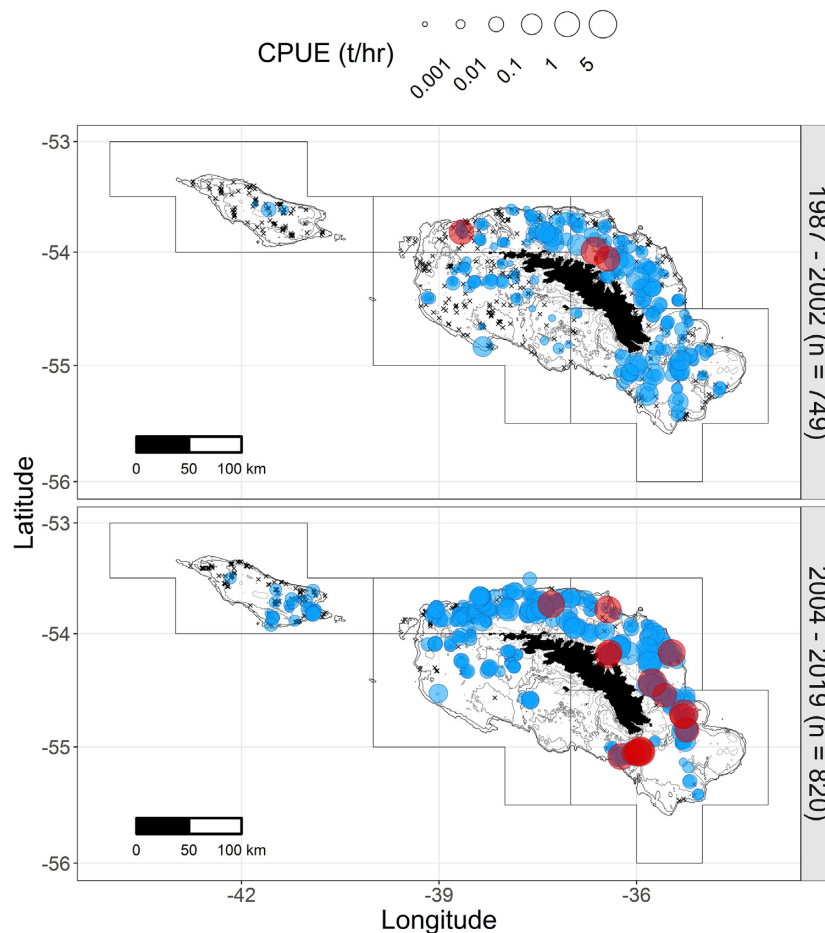 CPUE (t/hr)
0.001
0.01
0.1
1
5
-53
-54
-55
-56
0 50 100 km
1987 - 2002 (n = 749)
Latitude
-53
-54
-55
-56
0 50 100 km
2004 - 2019 (n = 820)
-42 -39 -36
Longitude